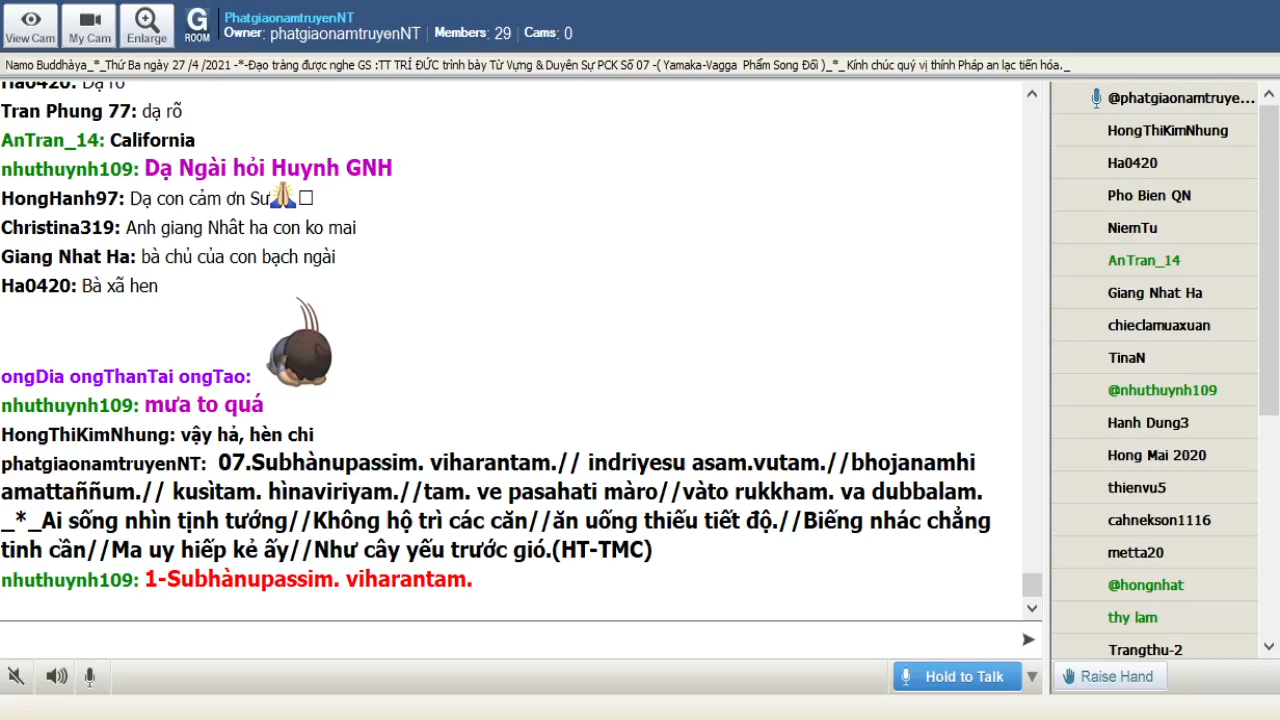 View Cam
My Cam
Enlarge
G
ROOM
PhatgiaonamtruyenNT
Owner: phatgiaonamtruyenNT | Members: 29 | Cams: 0
Namo Buddhàya_*_Thứ Ba ngày 27 /4 /2021 -*-Đạo tràng được nghe GS :TT TRÍ ĐỨC trình bày Từ Vựng & Duyên Sự PCK Số 07 -( Yamaka-Vagga Phẩm Song Đối )_*_ Kính chúc quý vị thính Pháp an lạc tiến hóa._
Ha0420: Dạ rõ
Tran Phung 77: dạ rõ
AnTran_14: California
nhuthuynh109: Dạ Ngài hỏi Huynh GNH
HongHanh97: Dạ con cảm ơn Sư🙏□
Christina319: Anh giang Nhât ha con ko mai
Giang Nhat Ha: bà chủ của con bạch ngài
Ha0420: Bà xã hen
ongDia ongThanTai ongTao:
nhuthuynh109: mưa to quá
HongThiKimNhung: vậy hả, hèn chi
phatgiaonamtruyenNT: 07.Subhànupassim. viharantam.// indriyesu asam.vutam.//bhojanamhi
amattaññum.// kusìtam. hìnaviriyam.//tam. ve pasahati màro//vàto rukkham. va dubbalam.
_*_Ai sống nhìn tịnh tướng//Không hộ trì các căn//ăn uống thiếu tiết độ.//Biếng nhác chẳng
tinh cần//Ma uy hiếp kẻ ấy//Như cây yếu trước gió.(HT-TMC)
nhuthuynh109: 1-Subhànupassim. viharantam.
@phatgiaonamtruye...
HongThiKimNhung
Ha0420
Pho Bien QN
NiemTu
AnTran_14
Giang Nhat Ha
chieclamuaxuan
TinaN
@nhuthuynh109
Hanh Dung3
Hong Mai 2020
thienvu5
cahnekson1116
metta20
@hongnhat
thy lam
Trangthu-2
Hold to Talk
Raise Hand